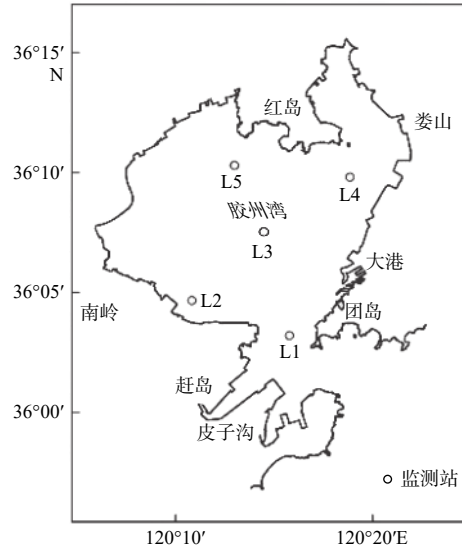 36°15′
N
红岛
娄山
36°10′
L5
L4
胶州湾
L3
大港
36°05′
L2
南岭
团岛
L1
赶岛
36°00′
皮子沟
监测站
120°10′
120°20′E